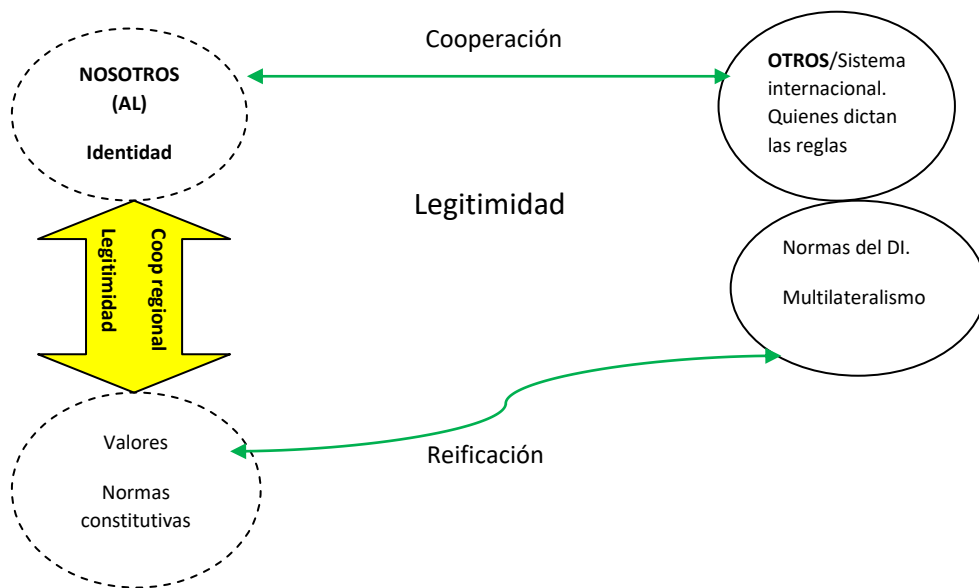 Cooperación
NOSOTROS
(AL)
Identidad
OTROS/Sistema
internacional.
Quienes dictan
las reglas
Legitimidad
Coop regional
Legitimidad
Normas del DI.
Multilateralismo
Valores
Normas
constitutivas
Reificación